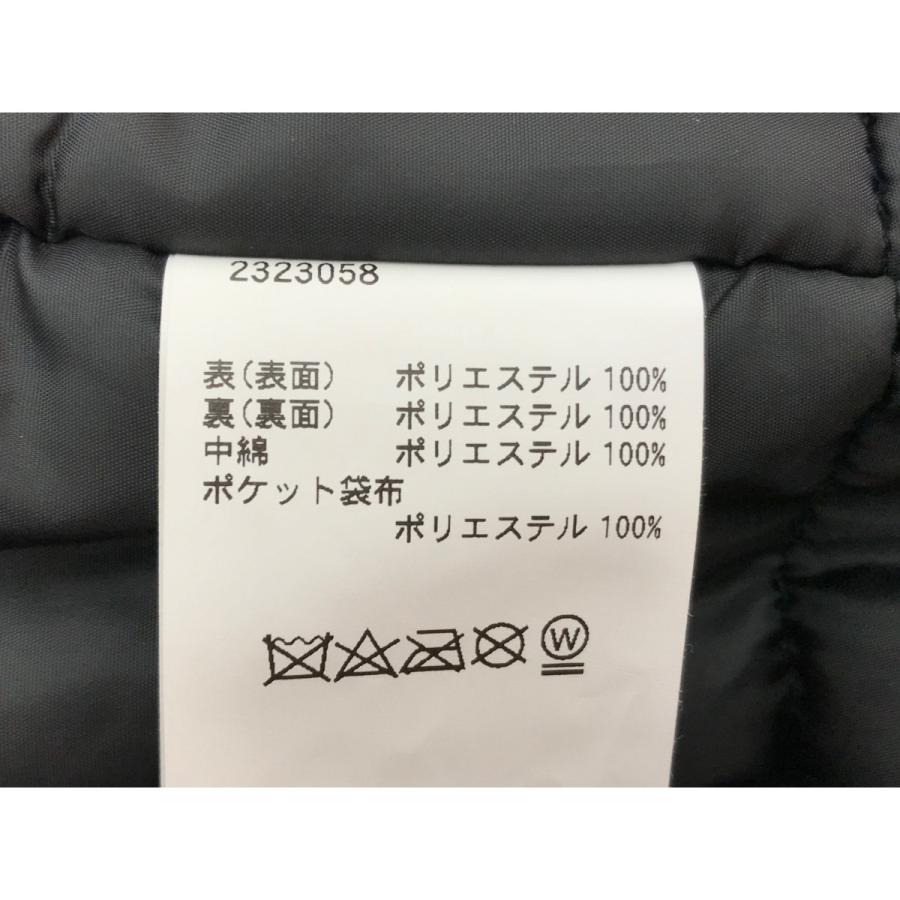 2323058
表(表面) ポリエステル 100%
裏(裏面) ポリエステル 100%
中綿 ポリエステル 100%
ポケット袋布
ポリエステル 100%
W